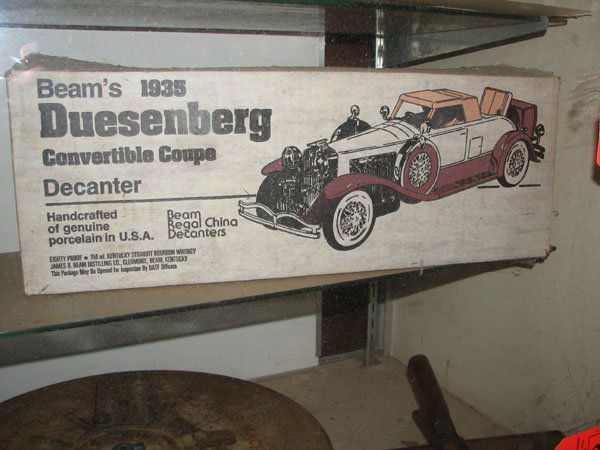 Beam's 1935
Duesenberg
Convertible Coupe
Decanter
Handcrafted
of genuine
porcelain in U.S.A.
Beam
Regal China
Decanters
EIGHTY PROOF • 750 ml. KENTUCKY STRAIGHT BOURBON WHISKEY
JAMES B. BEAM DISTILLING CO., CLERMONT, BEAM, KENTUCKY
This Package May Be Opened for Inspection By BATF Officers